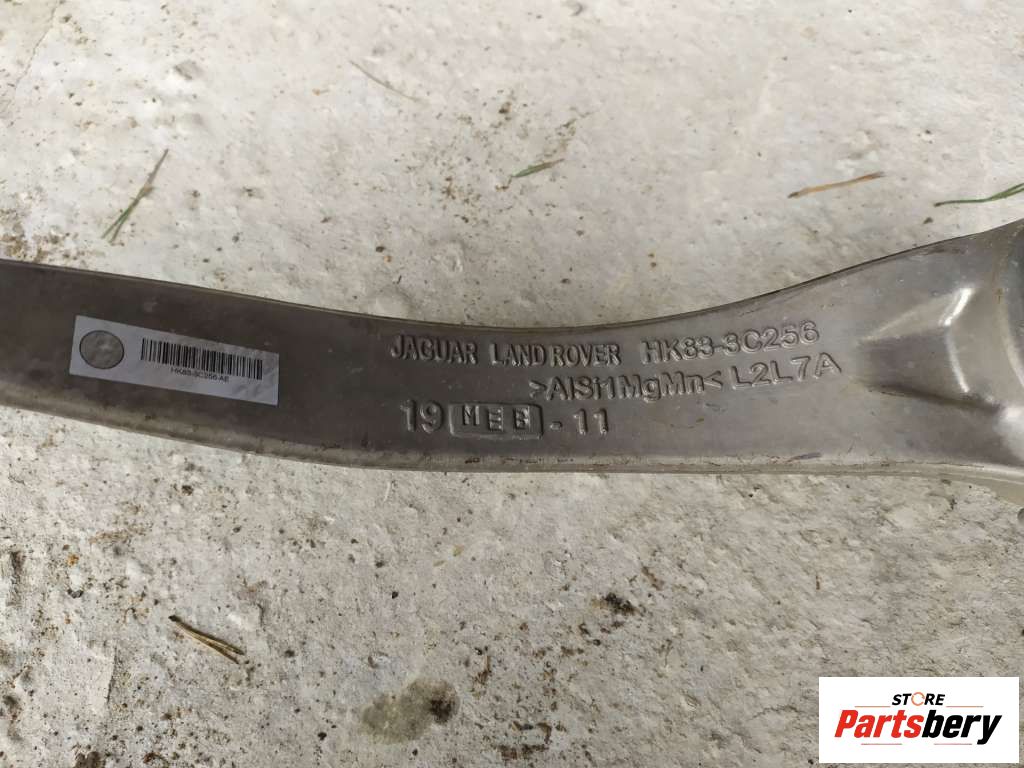 JAGUAR LAND ROVER HK83-3C256
>AlSi1MgMn< L2L7A
19 MEB - 11
HK83-3C256-AE
STORE
Partsbery